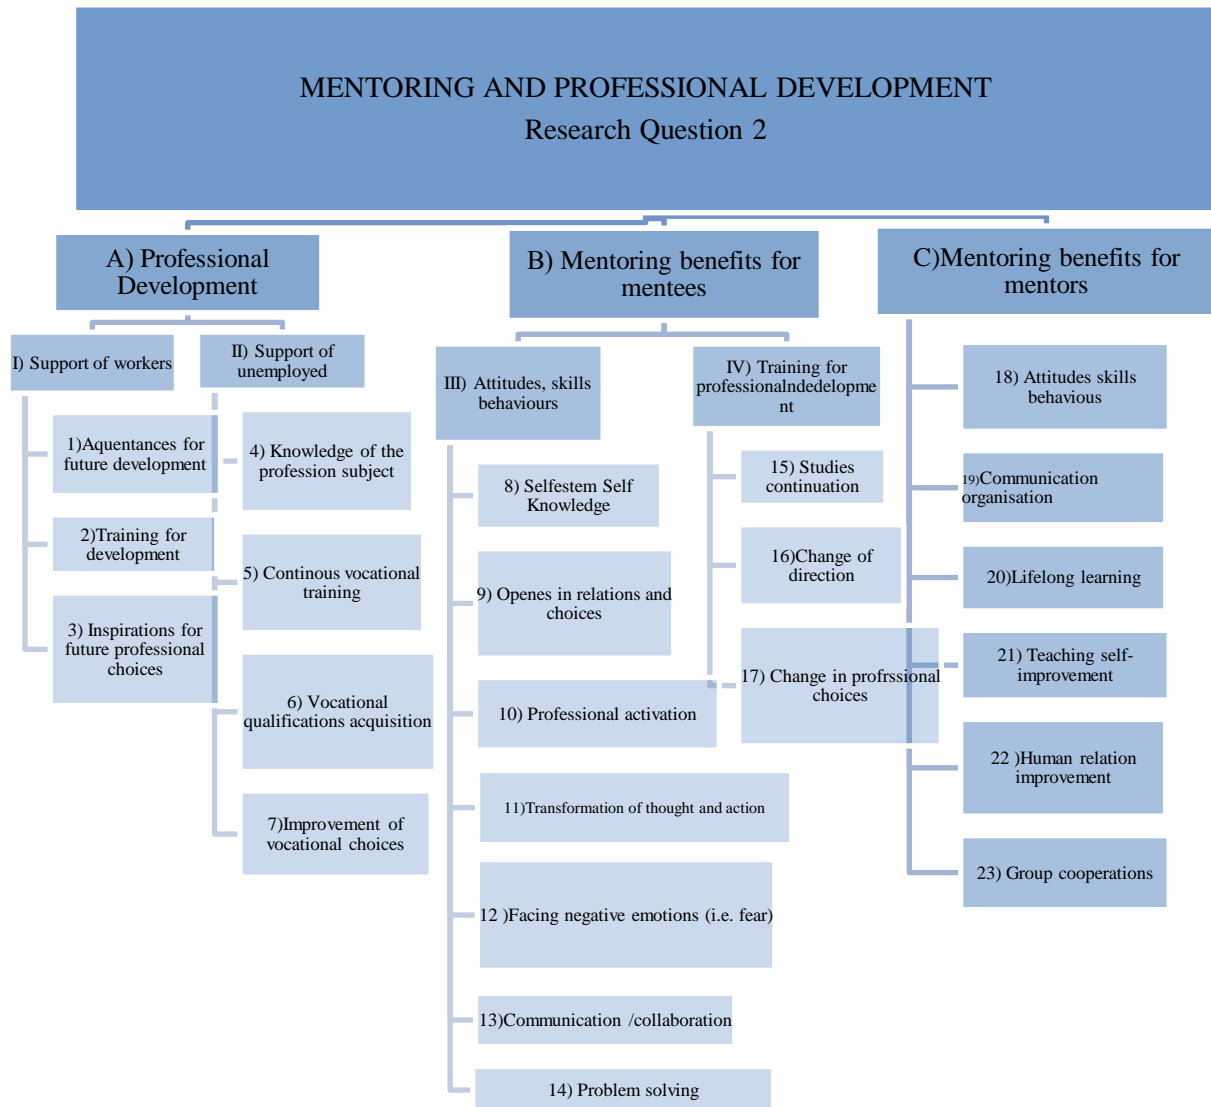 MENTORING AND PROFESSIONAL DEVELOPMENT
Research Question 2
A) Professional
Development
I) Support of workers
1)Aquentances for
future development
2)Training for
development
3) Inspirations for
future professional
choices
II) Support of
unemployed
4) Knowledge of the
profession subject
5) Continous vocational
training
6) Vocational
qualifications acquisition
7)Improvement of
vocational choices
B) Mentoring benefits for
mentees
III) Attitudes, skills
behaviours
8) Selfestem Self
Knowledge
9) Openes in relations and
choices
10) Professional activation
11)Transformation of thought and action
12 )Facing negative emotions (i.e. fear)
13)Communication /collaboration
14) Problem solving
IV) Training for
professionalndedelopme
nt
15) Studies
continuation
16)Change of
direction
17) Change in profrssional
choices
C)Mentoring benefits for
mentors
18) Attitudes skills
behavious
19)Communication
organisation
20)Lifelong learning
21) Teaching self-
improvement
22 )Human relation
improvement
23) Group cooperations